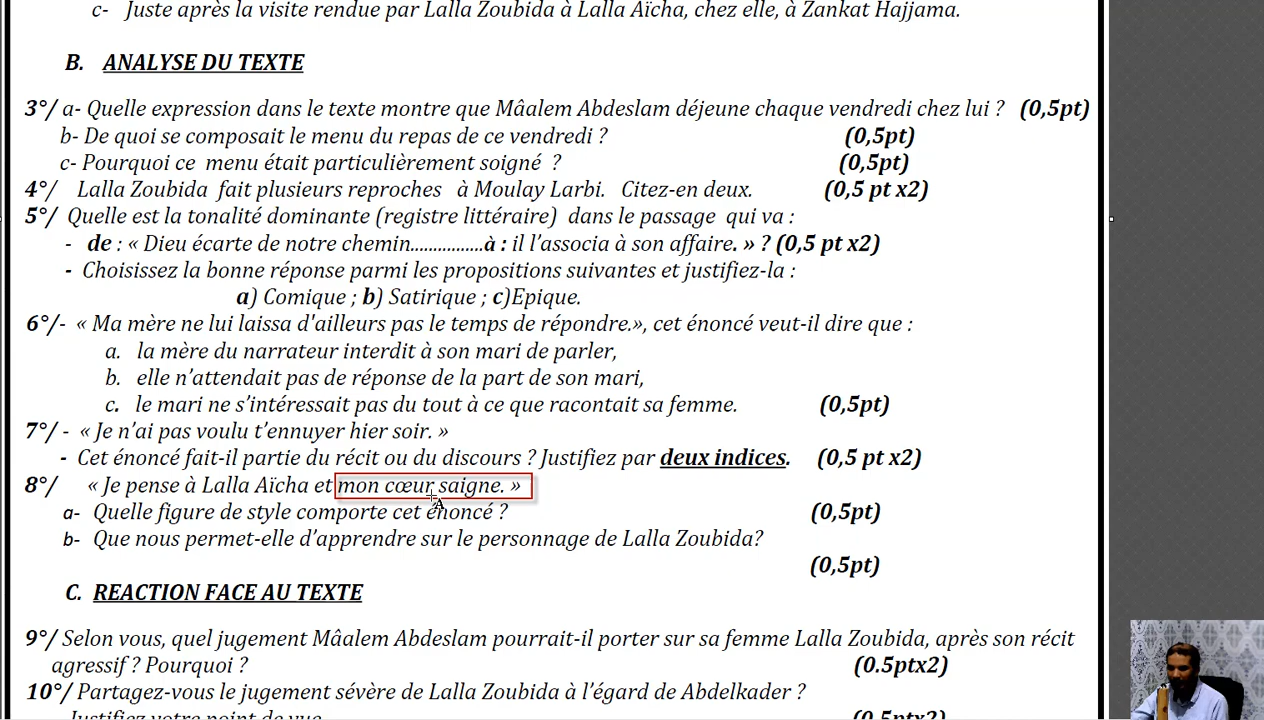 c- Juste après la visite rendue par Lalla Zoubida à Lalla Aïcha, chez elle, à Zankat Hajjama.
B. ANALYSE DU TEXTE
3°/ a- Quelle expression dans le texte montre que Mâalem Abdeslam déjeune chaque vendredi chez lui ? (0,5pt)
b- De quoi se composait le menu du repas de ce vendredi ? (0,5pt)
c- Pourquoi ce menu était particulièrement soigné ? (0,5pt)
4°/ Lalla Zoubida fait plusieurs reproches à Moulay Larbi. Citez-en deux. (0,5 pt x2)
5°/ Quelle est la tonalité dominante (registre littéraire) dans le passage qui va :
- de : « Dieu écarte de notre chemin................à : il l’associa à son affaire. » ? (0,5 pt x2)
- Choisissez la bonne réponse parmi les propositions suivantes et justifiez-la :
a) Comique ; b) Satirique ; c)Epique.
6°/- « Ma mère ne lui laissa d'ailleurs pas le temps de répondre.», cet énoncé veut-il dire que :
a. la mère du narrateur interdit à son mari de parler,
b. elle n’attendait pas de réponse de la part de son mari,
c. le mari ne s’intéressait pas du tout à ce que racontait sa femme. (0,5pt)
7°/ - « Je n’ai pas voulu t’ennuyer hier soir. »
- Cet énoncé fait-il partie du récit ou du discours ? Justifiez par deux indices. (0,5 pt x2)
8°/ « Je pense à Lalla Aïcha et mon cœur saigne. »
a- Quelle figure de style comporte cet énoncé ? (0,5pt)
b- Que nous permet-elle d’apprendre sur le personnage de Lalla Zoubida?
(0,5pt)
C. REACTION FACE AU TEXTE
9°/ Selon vous, quel jugement Mâalem Abdeslam pourrait-il porter sur sa femme Lalla Zoubida, après son récit
agressif ? Pourquoi ? (0.5ptx2)
10°/ Partagez-vous le jugement sévère de Lalla Zoubida à l’égard de Abdelkader ?
Justifiez votre point de vue (0,5ptx2)